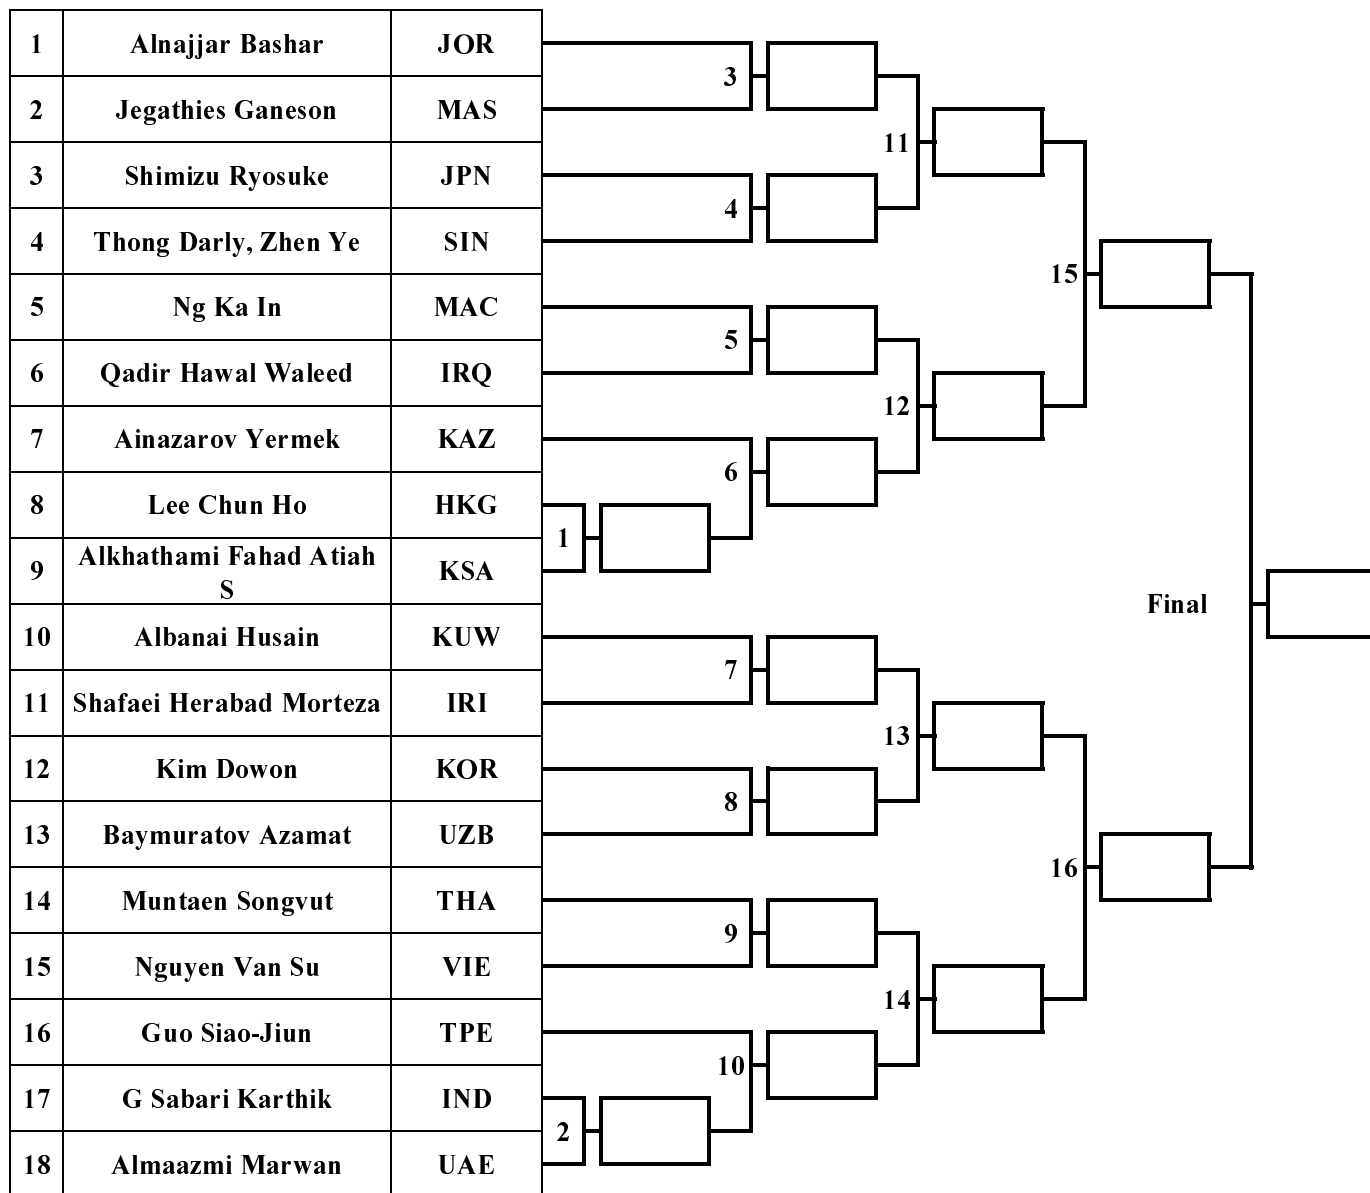 1 Alnajjar Bashar JOR
3
2 Jegathies Ganeson MAS
11
3 Shimizu Ryosuke JPN
4
4 Thong Darly, Zhen Ye SIN
15
5 Ng Ka In MAC
5
6 Qadir Hawal Waleed IRQ
12
7 Ainazarov Yermek KAZ
6
8 Lee Chun Ho HKG
1
9 Alkhathami Fahad Atiah
S KSA
Final
10 Albanai Husain KUW
7
11 Shafaei Herabad Morteza IRI
13
12 Kim Dowon KOR
8
13 Baymuratov Azamat UZB
16
14 Muntaen Songvut THA
9
15 Nguyen Van Su VIE
14
16 Guo Siao-Jiun TPE
10
17 G Sabari Karthik IND
2
18 Almaazmi Marwan UAE